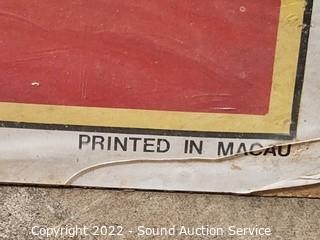 PRINTED IN MACAU
Copyright 2022 - Sound Auction Service